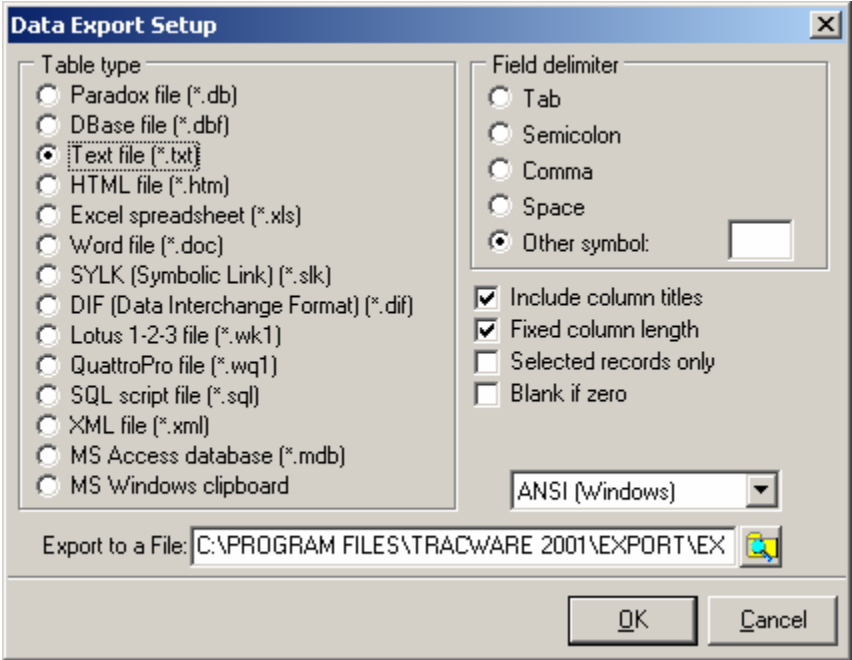 Data Export Setup
Table type
Paradox file (*.db)
DBase file (*.dbf)
Text file (*.txt)
HTML file (*.htm)
Excel spreadsheet (*.xls)
Word file (*.doc)
SYLK (Symbolic Link) (*.slk)
DIF (Data Interchange Format) (*.dif)
Lotus 1-2-3 file (*.wk1)
QuattroPro file (*.wq1)
SQL script file (*.sql)
XML file (*.xml)
MS Access database (*.mdb)
MS Windows clipboard
Field delimiter
Tab
Semicolon
Comma
Space
Other symbol:
Include column titles
Fixed column length
Selected records only
Blank if zero
ANSI (Windows)
Export to a File: C:\PROGRAM FILES\TRACWARE 2001\EXPORT\EX
OK Cancel